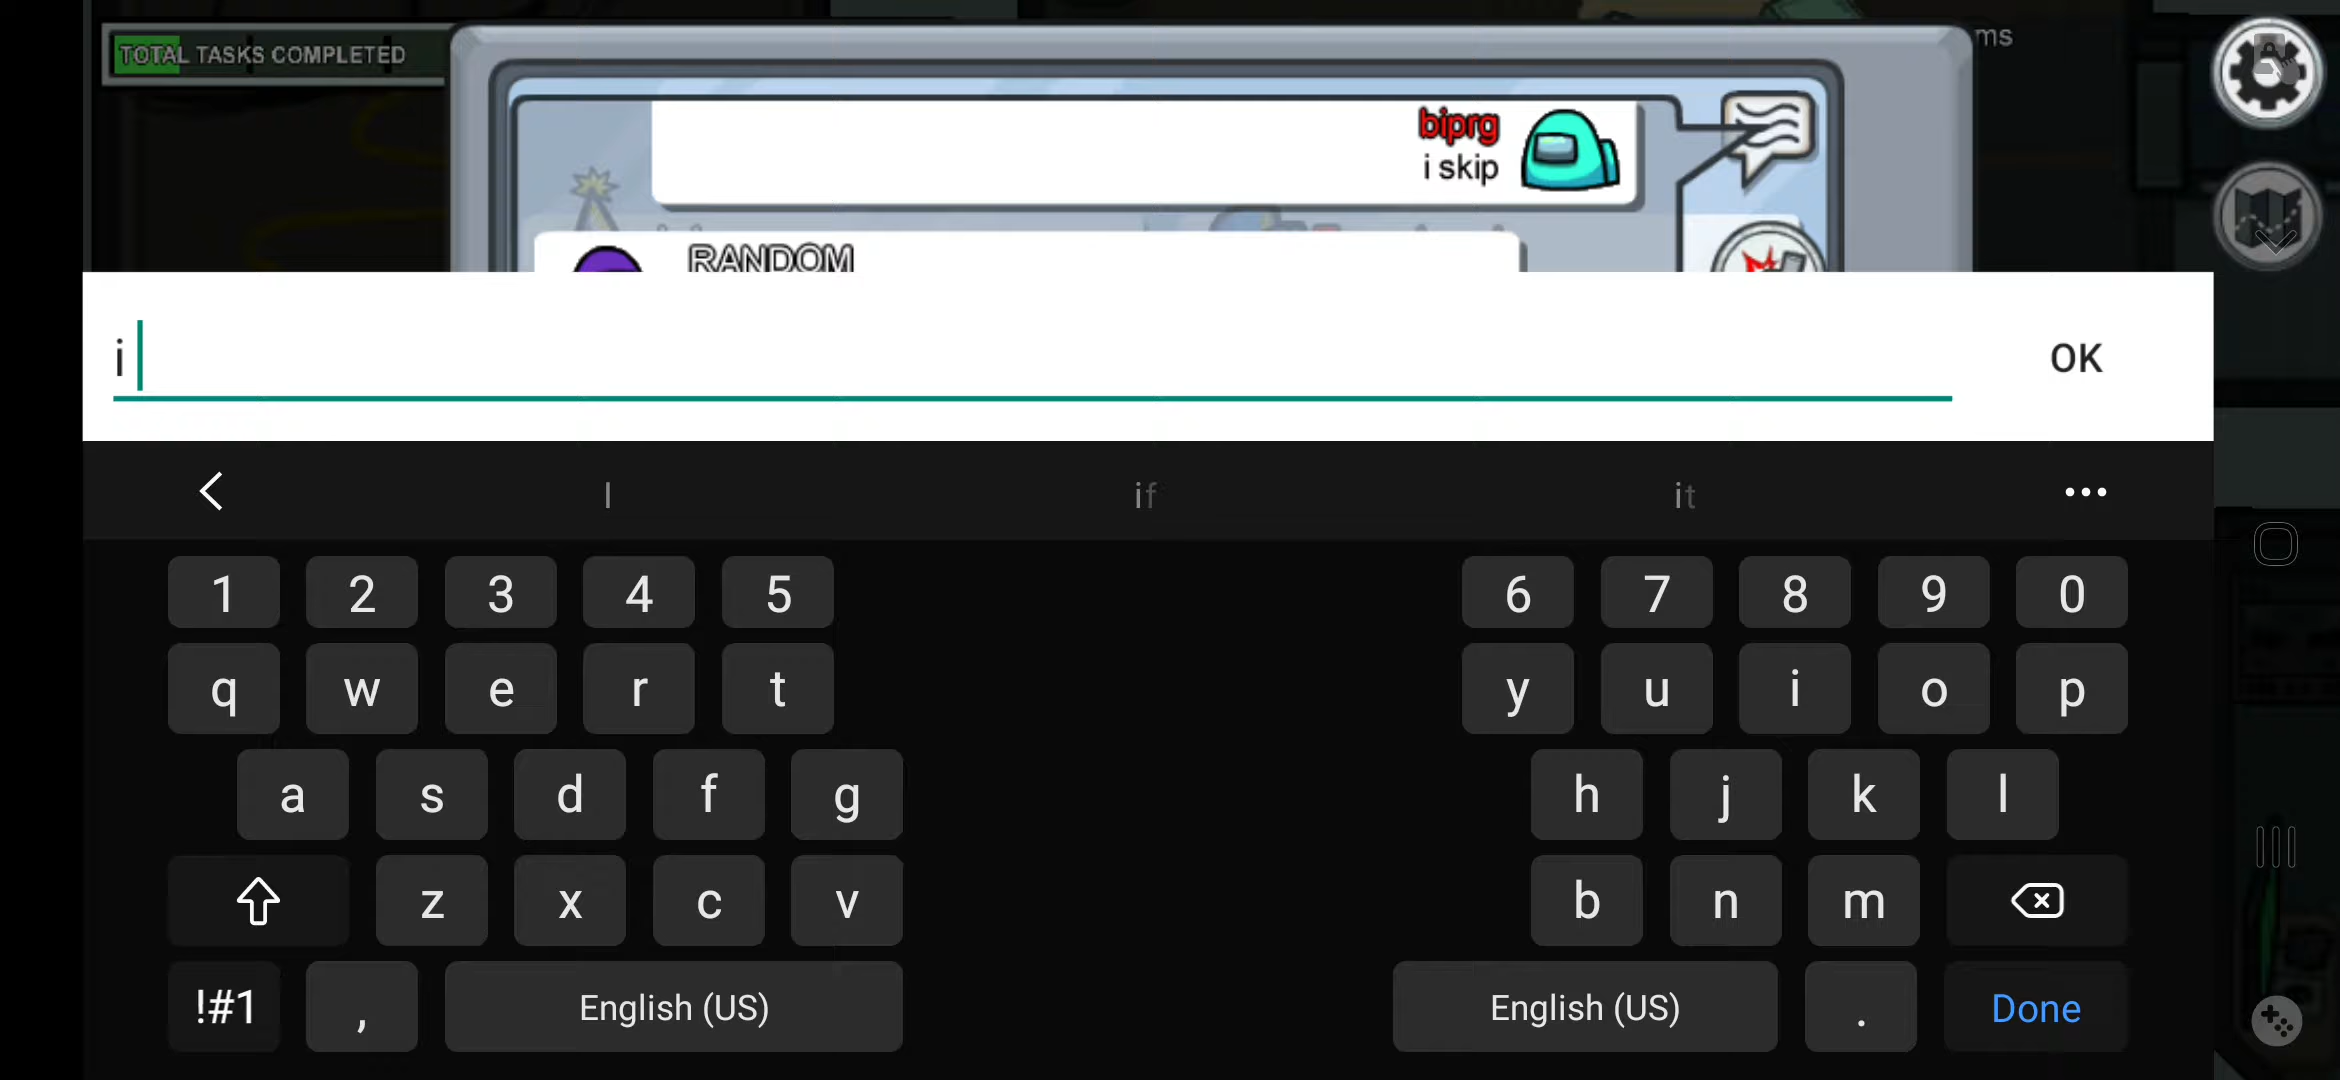 TOTAL TASKS COMPLETED
ms
biprg
i skip
RANDOM
i
OK
I
if
it
1 2 3 4 5 6 7 8 9 0
q w e r t y u i o p
a s d f g h j k l
z x c v b n m
!#1 , English (US) English (US) . Done